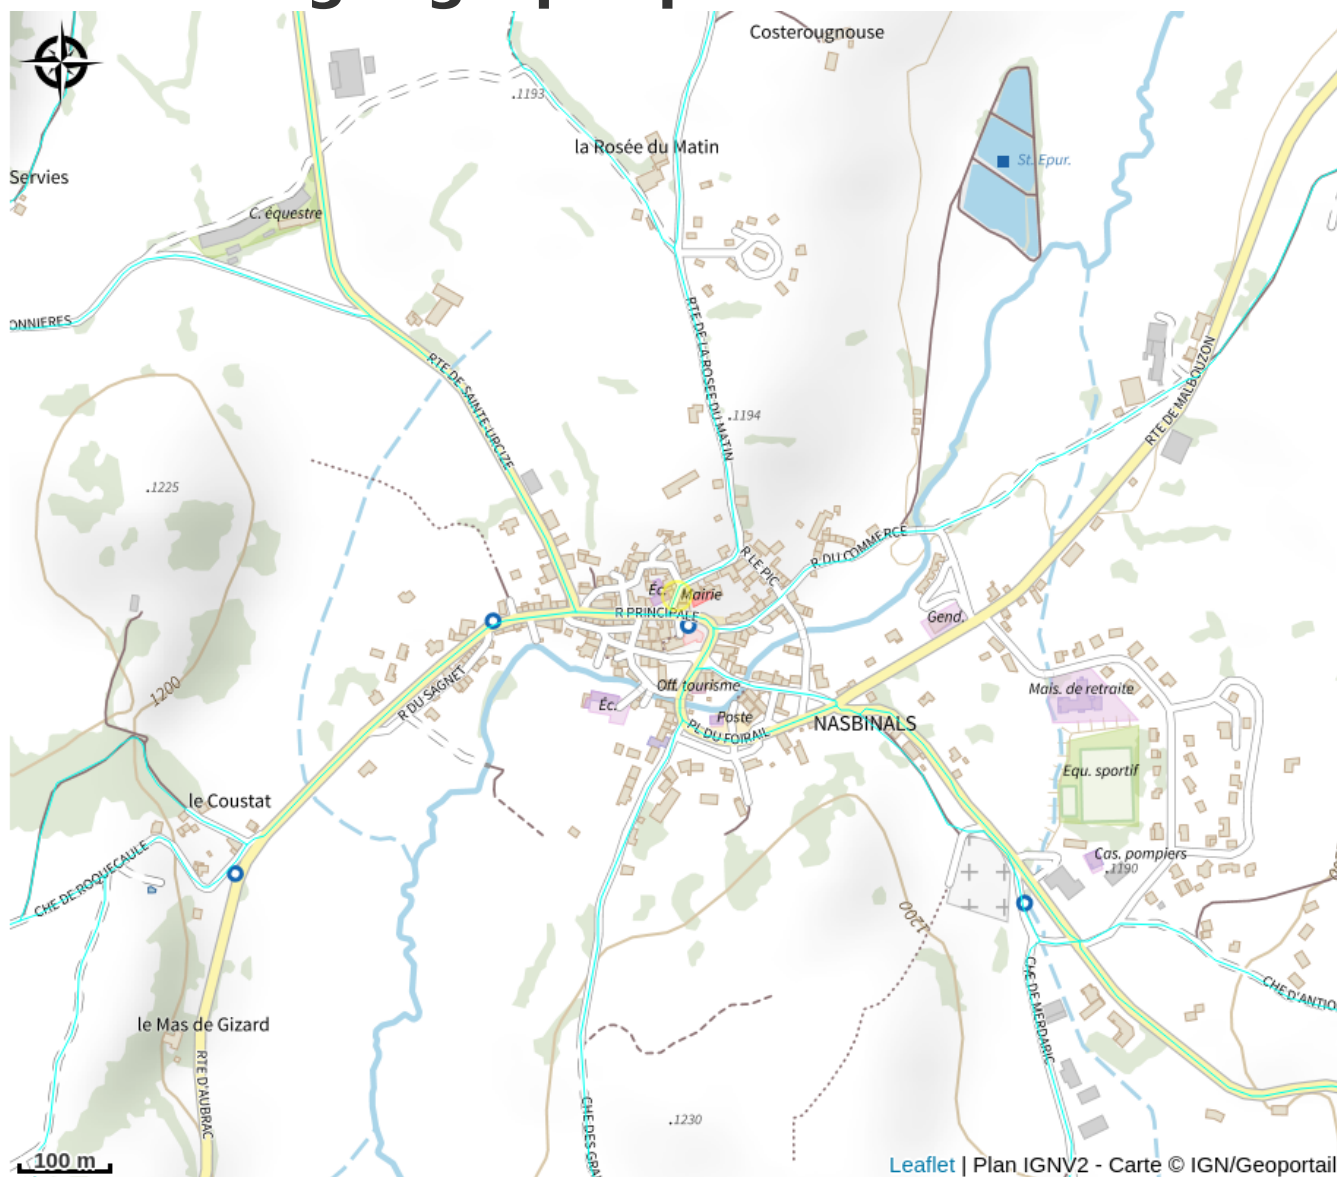 Costerougnouse
.1193
la Rosée du Matin
St. Epur.
Servies
C. équestre
ONNIERES
RTE DE LA ROSEE DU MATIN
RTE DE SAINTE-URCIZE
RTE DE MALBOUZON
.1194
.1225
R LE PIC
R DU COMMERCE
Éc.
Mairie
R PRINCIPALE
Gend.
1200
R DU SAGNET
Off. tourisme
Mais. de retraite
Éc.
Poste
NASBINALS
PL DU FOIRAIL
Equ. sportif
le Coustat
CHE DE ROQUECAULE
Cas. pompiers
.1190
1200
CHE DE MERDARIC
CHE D'ANTIO
le Mas de Gizard
RTE D'AUBRAC
CHE DES GRA
.1230
100 m
Leaflet | Plan IGNV2 - Carte © IGN/Geoportail